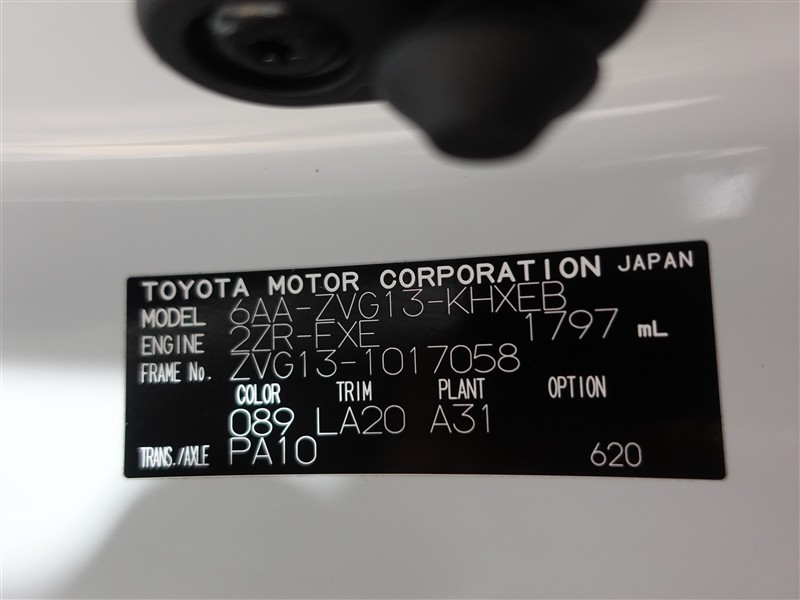 TOYOTA MOTOR CORPORATION JAPAN
MODEL 6AA-ZVG13-KHXEB
ENGINE 2ZR-FXE 1797 mL
FRAME No. ZVG13-1017058
COLOR TRIM PLANT OPTION
089 LA20 A31
TRANS./AXLE PA10 620